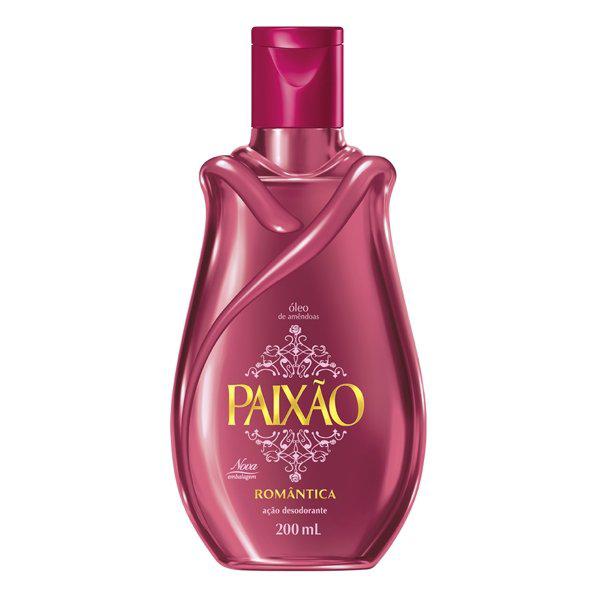 óleo
de amêndoas
PAIXÃO
Nova
embalagem
ROMÂNTICA
ação desodorante
200 mL